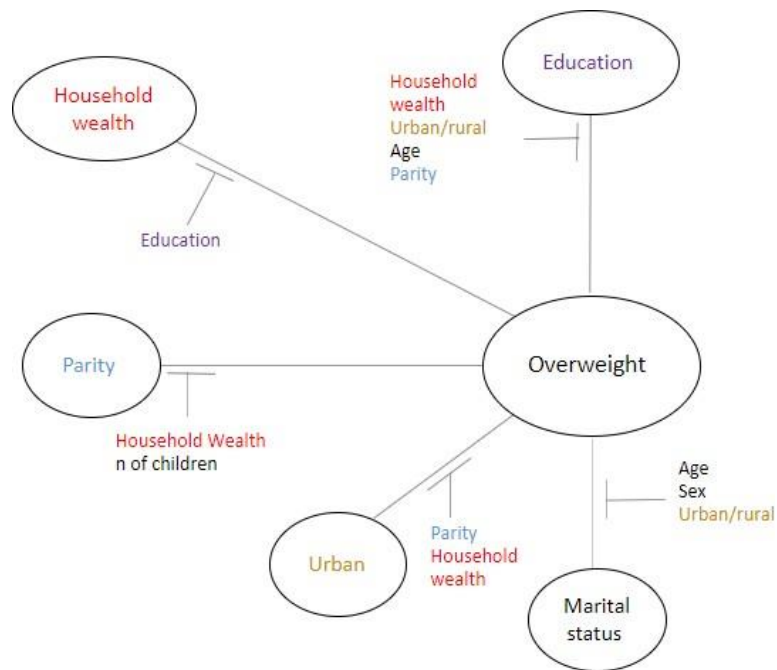 Education
Household
wealth
Urban/rural
Age
Parity
Household
wealth
Education
Parity
Overweight
Household Wealth
n of children
Age
Sex
Urban/rural
Parity
Household
wealth
Urban
Marital
status